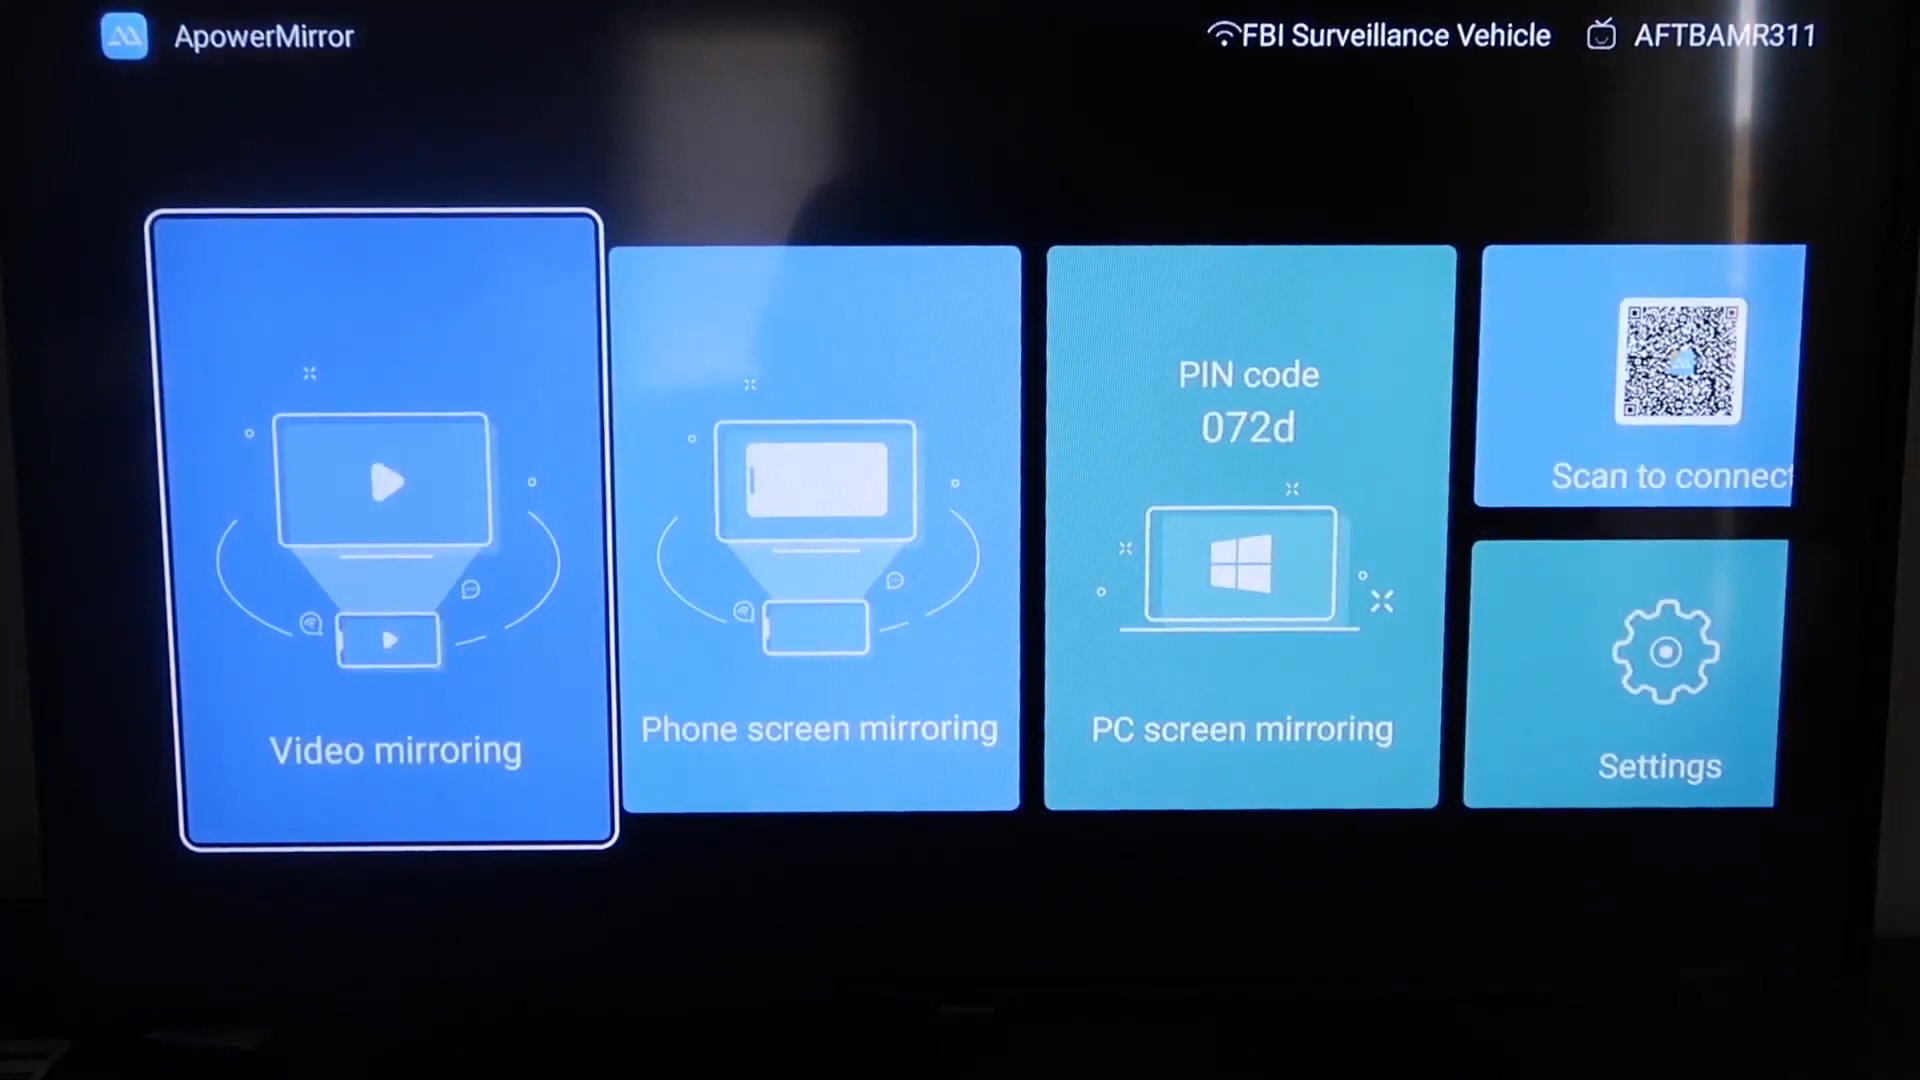 ApowerMirror
FBI Surveillance Vehicle
AFTBAMR311
Video mirroring
Phone screen mirroring
PIN code
072d
PC screen mirroring
Scan to connect
Settings